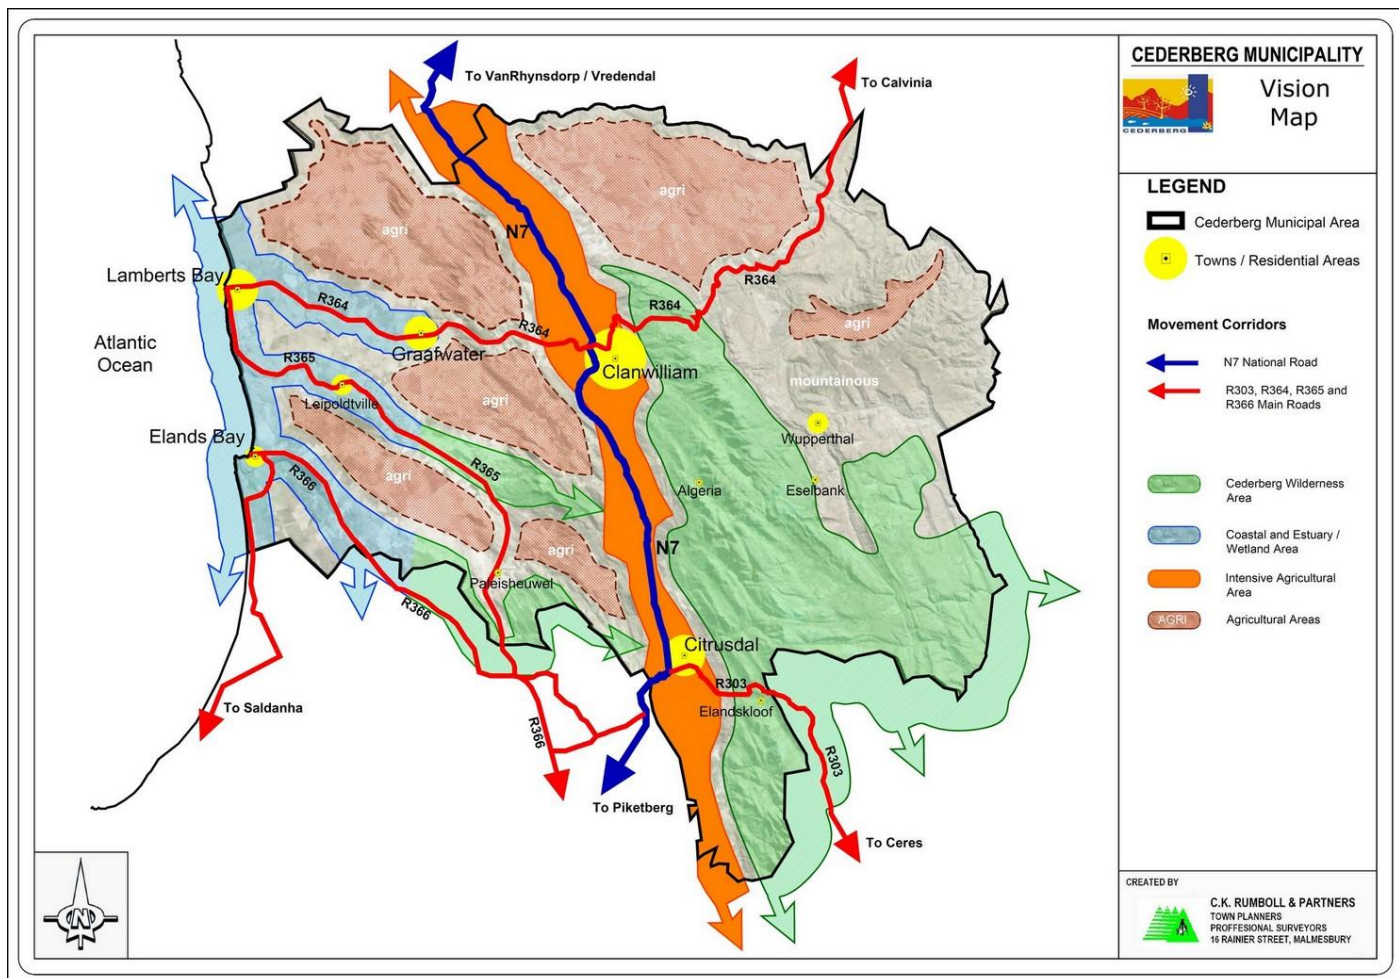 CEDERBERG MUNICIPALITY
CEDERBERG
Vision
Map
LEGEND
Cederberg Municipal Area
Towns / Residential Areas
Movement Corridors
N7 National Road
R303, R364, R365 and
R366 Main Roads
Cederberg Wilderness
Area
Coastal and Estuary /
Wetland Area
Intensive Agricultural
Area
AGRI
Agricultural Areas
CREATED BY
C.K. RUMBOLL & PARTNERS
TOWN PLANNERS
PROFFESIONAL SURVEYORS
16 RAINIER STREET, MALMESBURY
To VanRhynsdorp / Vredendal
To Calvinia
agri
agri
N7
Lamberts Bay
R364
R364
R364
R364
agri
Atlantic
Ocean
Graafwater
R365
Clanwilliam
mountainous
Leipoldtville
agri
Elands Bay
Wupperthal
R366
agri
R365
Algeria
Eselbank
N7
agri
Paleisheuwel
R366
Citrusdal
R303
Elandskloof
To Saldanha
R366
R303
To Piketberg
To Ceres
N